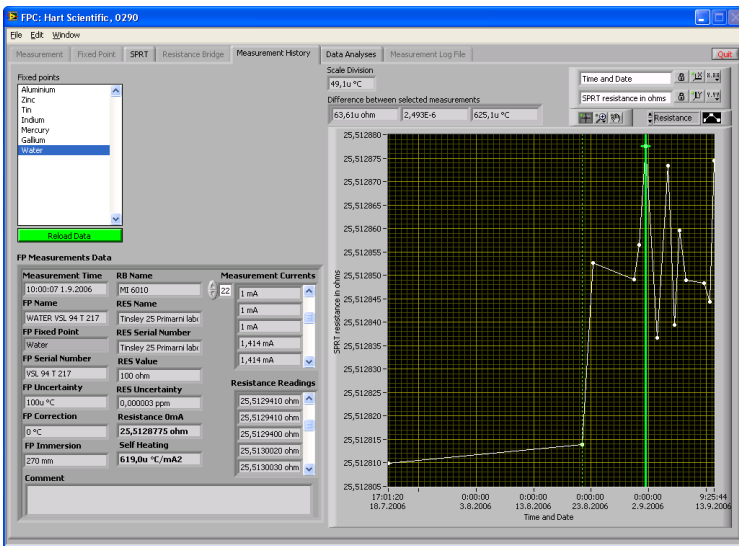 FPC: Hart Scientific, 0290
File Edit Window
Measurement Fixed Point SPRT Resistance Bridge Measurement History Data Analyses Measurement Log File Quit
Fixed points
Aluminium
Zinc
Tin
Indium
Mercury
Gallium
Water
Reload Data
Scale Division
49,1u °C
Difference between selected measurements
63,61u ohm 2,493E-6 625,1u °C
Time and Date
SPRT resistance in ohms
Resistance
FP Measurements Data
Measurement Time
10:00:07 1.9.2006
FP Name
WATER VSL 94 T 217
FP Fixed Point
Water
FP Serial Number
VSL 94 T 217
FP Uncertainty
100u °C
FP Correction
0 °C
FP Immersion
270 mm
RB Name
MI 6010
RES Name
Tinsley 25 Primarni labo
RES Serial Number
Tinsley 25 Primarni labo
RES Value
100 ohm
RES Uncertainty
0,000003 ppm
Resistance 0mA
25,5128775 ohm
Self Heating
619,0u °C/mA2
Measurement Currents
22
1 mA
1 mA
1 mA
1,414 mA
1,414 mA
Resistance Readings
25,5129410 ohm
25,5129410 ohm
25,5129400 ohm
25,5130020 ohm
25,5130030 ohm
Comment
SPRT resistance in ohms
25,512880
25,512875
25,512870
25,512865
25,512860
25,512855
25,512850
25,512845
25,512840
25,512835
25,512830
25,512825
25,512820
25,512815
25,512810
25,512805
17:01:20 0:00:00 0:00:00 0:00:00 0:00:00 9:25:44
18.7.2006 3.8.2006 13.8.2006 23.8.2006 2.9.2006 13.9.2006
Time and Date